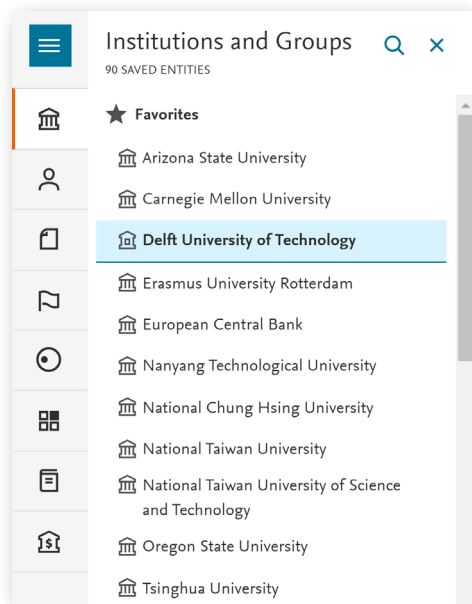 Institutions and Groups
90 SAVED ENTITIES
Favorites
Arizona State University
Carnegie Mellon University
Delft University of Technology
Erasmus University Rotterdam
European Central Bank
Nanyang Technological University
National Chung Hsing University
National Taiwan University
National Taiwan University of Science
and Technology
Oregon State University
Tsinghua University